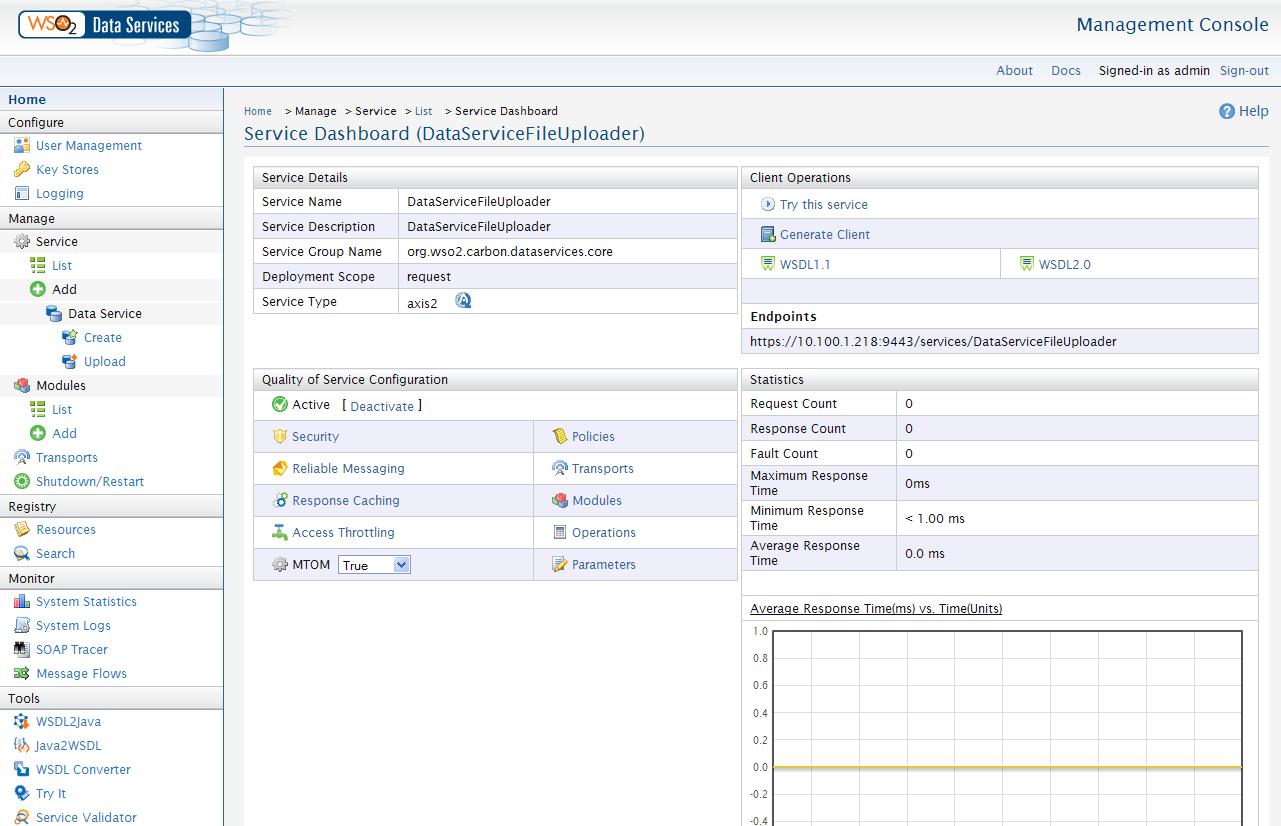 WSO2 Data Services
Management Console
About Docs Signed-in as admin Sign-out
Home
Configure
User Management
Key Stores
Logging
Manage
Service
List
Add
Data Service
Create
Upload
Modules
List
Add
Transports
Shutdown/Restart
Registry
Resources
Search
Monitor
System Statistics
System Logs
SOAP Tracer
Message Flows
Tools
WSDL2Java
Java2WSDL
WSDL Converter
Try It
Service Validator
Home > Manage > Service > List > Service Dashboard
Help
Service Dashboard (DataServiceFileUploader)
Service Details
Service Name DataServiceFileUploader
Service Description DataServiceFileUploader
Service Group Name org.wso2.carbon.dataservices.core
Deployment Scope request
Service Type axis2
Client Operations
Try this service
Generate Client
WSDL1.1 WSDL2.0
Endpoints
https://10.100.1.218:9443/services/DataServiceFileUploader
Quality of Service Configuration
Active [ Deactivate ]
Security Policies
Reliable Messaging Transports
Response Caching Modules
Access Throttling Operations
MTOM True Parameters
Statistics
Request Count 0
Response Count 0
Fault Count 0
Maximum Response
Time 0ms
Minimum Response
Time < 1.00 ms
Average Response
Time 0.0 ms
Average Response Time(ms) vs. Time(Units)
1.0
0.8
0.6
0.4
0.2
0.0
-0.2
-0.4